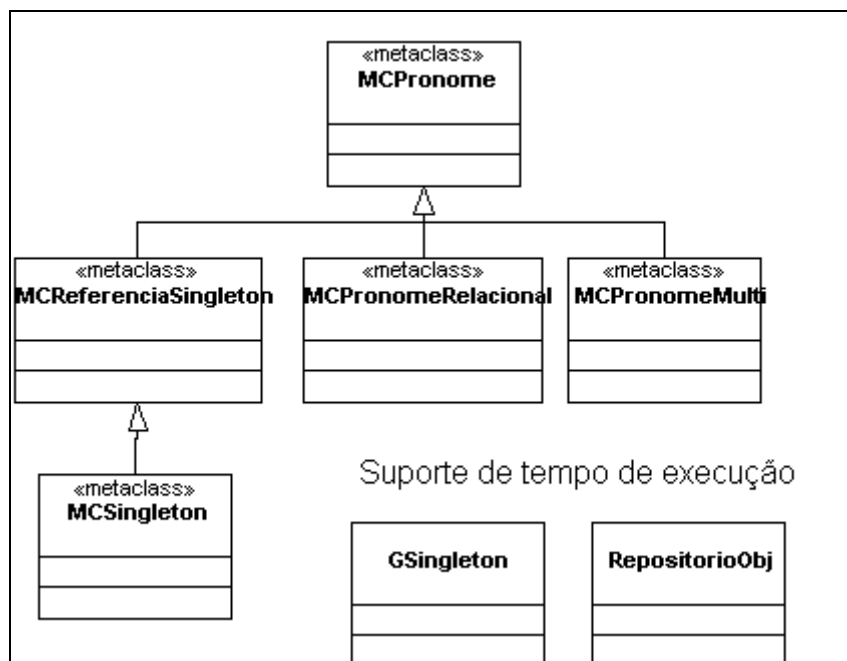 «metaclass»
MCPronome
«metaclass»
MCReferenciaSingleton
«metaclass»
MCPronomeRelacional
«metaclass»
MCPronomeMulti
«metaclass»
MCSingleton
Suporte de tempo de execução
GSingleton
RepositorioObj